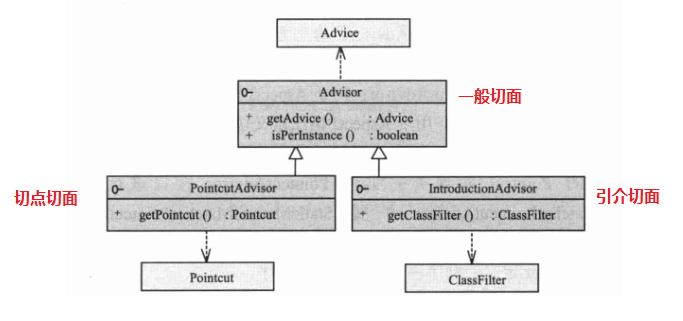 Advice
Advisor
一般切面
+ getAdvice () : Advice
+ isPerInstance () : boolean
切点切面
PointcutAdvisor
IntroductionAdvisor
引介切面
+ getPointcut () : Pointcut
+ getClassFilter () : ClassFilter
Pointcut
ClassFilter